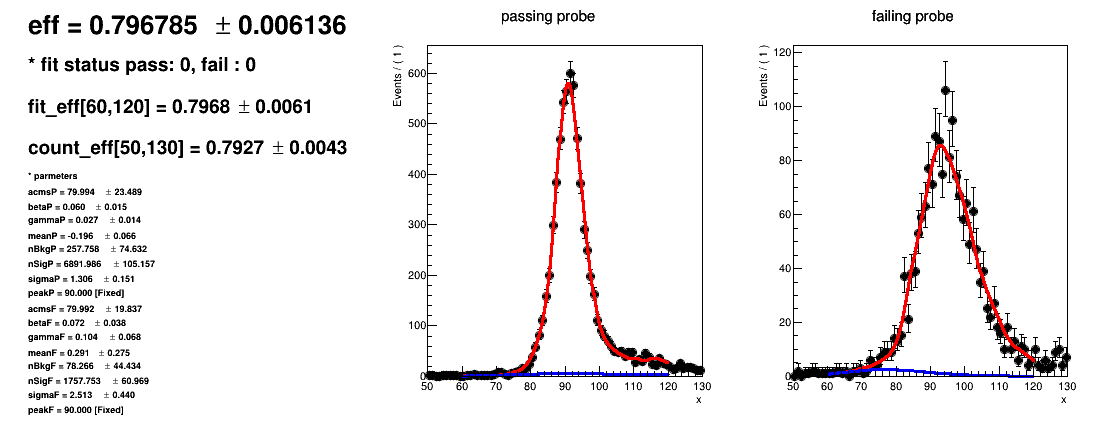 eff = 0.796785 ± 0.006136
* fit status pass: 0, fail : 0
fit_eff[60,120] = 0.7968 ± 0.0061
count_eff[50,130] = 0.7927 ± 0.0043
* parmeters
acmsP = 79.994 ± 23.489
betaP = 0.060 ± 0.015
gammaP = 0.027 ± 0.014
meanP = -0.196 ± 0.066
nBkgP = 257.758 ± 74.632
nSigP = 6891.986 ± 105.157
sigmaP = 1.306 ± 0.151
peakP = 90.000 [Fixed]
acmsF = 79.992 ± 19.837
betaF = 0.072 ± 0.038
gammaF = 0.104 ± 0.068
meanF = 0.291 ± 0.275
nBkgF = 78.266 ± 44.434
nSigF = 1757.753 ± 60.969
sigmaF = 2.513 ± 0.440
peakF = 90.000 [Fixed]
passing probe
Events / ( 1 )
600
500
400
300
200
100
0
50 60 70 80 90 100 110 120 130
x
failing probe
Events / ( 1 )
120
100
80
60
40
20
0
50 60 70 80 90 100 110 120 130
x